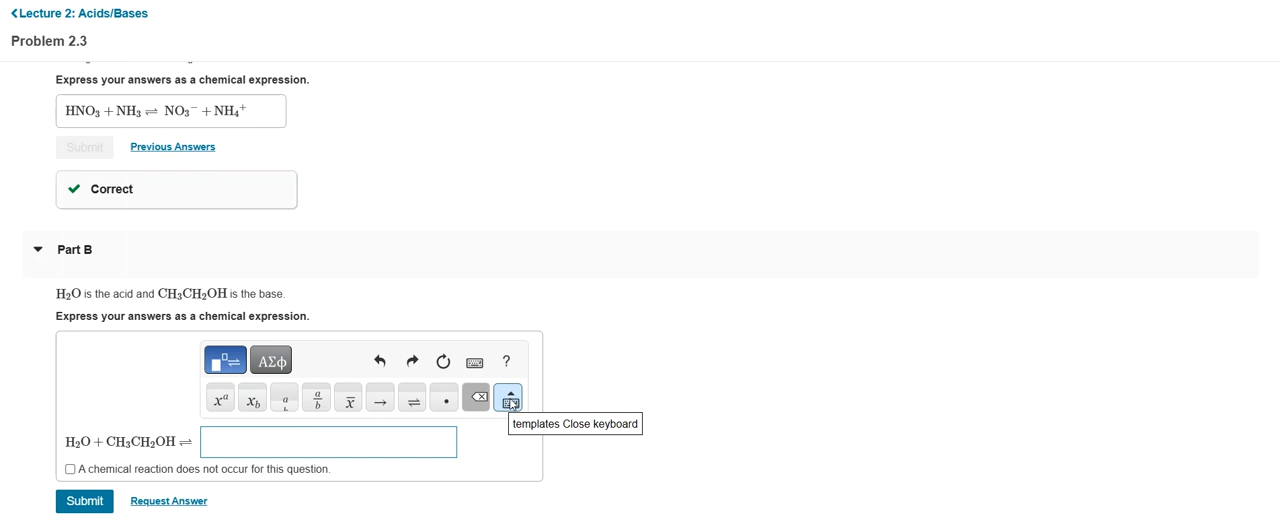 Lecture 2: Acids/Bases
Problem 2.3
Express your answers as a chemical expression.
HNO₃ + NH₃ ⇌ NO₃⁻ + NH₄⁺
Submit Previous Answers
Correct
Part B
H₂O is the acid and CH₃CH₂OH is the base.
Express your answers as a chemical expression.
ΑΣϕ ?
xᵃ x_b a b a/b x̅ → ⇌ •
templates Close keyboard
H₂O + CH₃CH₂OH ⇌
A chemical reaction does not occur for this question.
Submit Request Answer